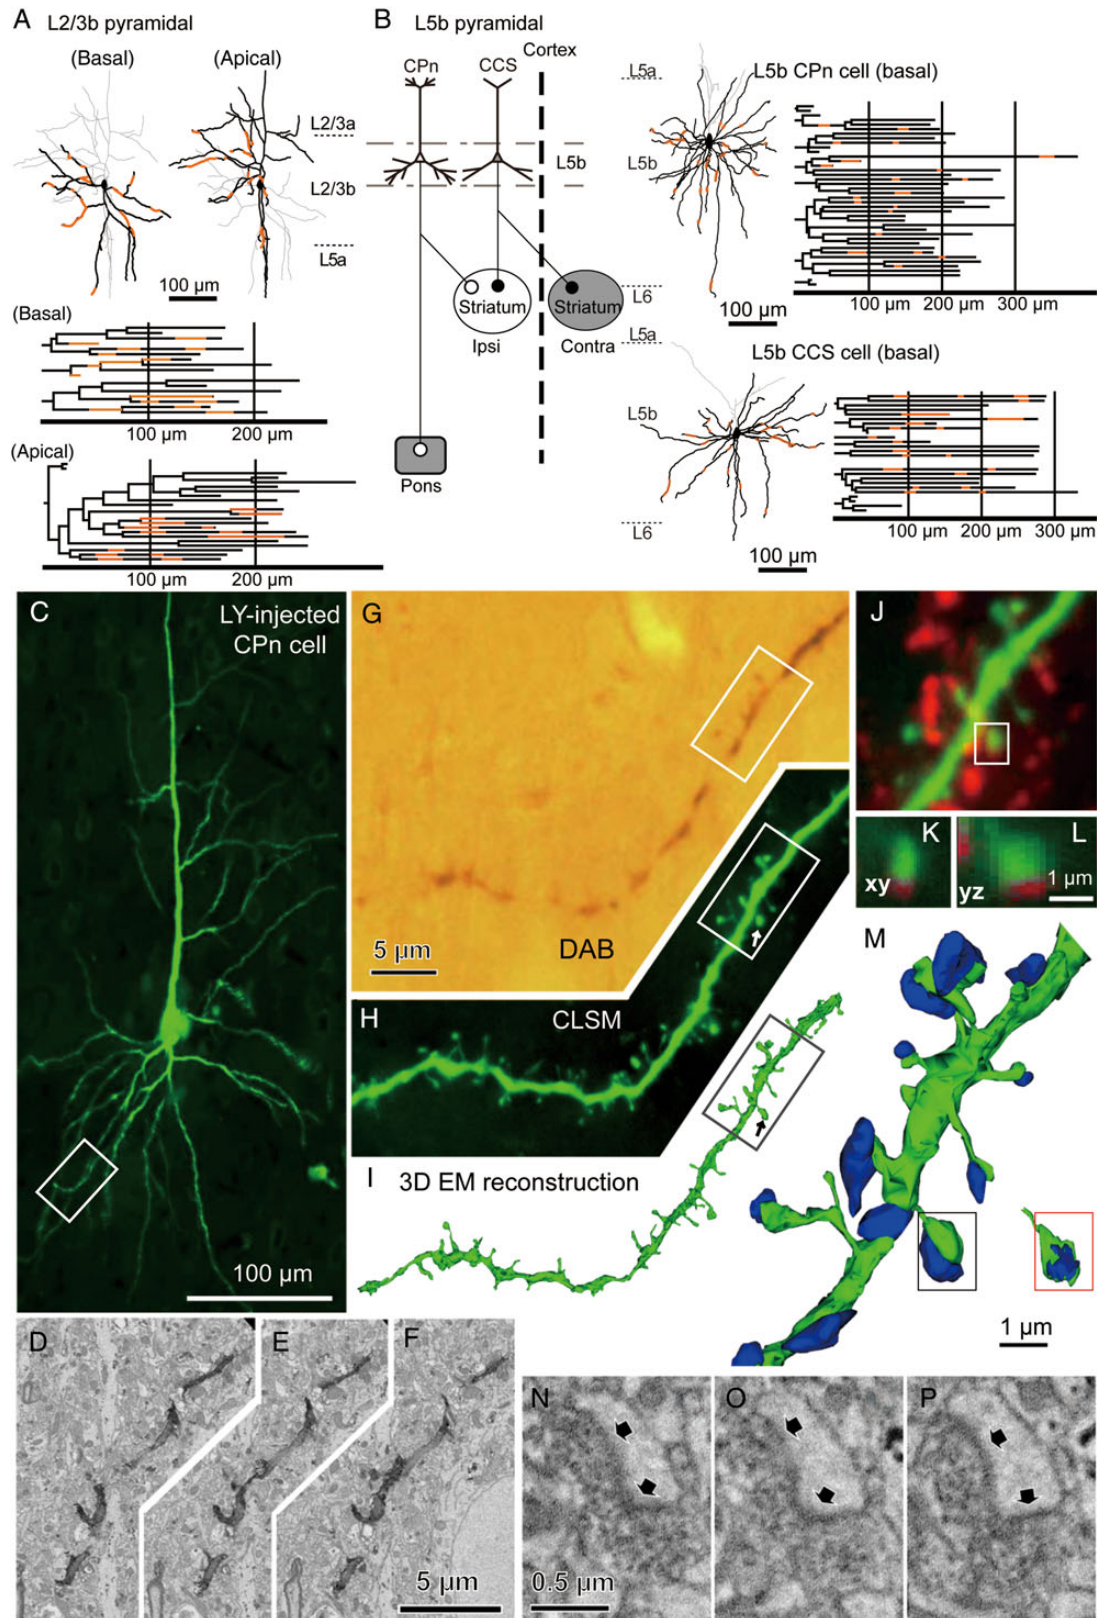 A L2/3b pyramidal
(Basal)
(Apical)
L2/3a
L2/3b
L5a
100 µm
(Basal)
100 µm
200 µm
(Apical)
100 µm
200 µm
B L5b pyramidal
CPn
CCS
Cortex
L5b
Striatum
Striatum
Ipsi
Contra
Pons
L5a
L5b
L6
100 µm
L5b CPn cell (basal)
100 µm
200 µm
300 µm
L5a
L5b
L6
100 µm
L5b CCS cell (basal)
100 µm
200 µm
300 µm
C
LY-injected
CPn cell
100 µm
D
E
F
5 µm
G
5 µm
DAB
H
CLSM
I 3D EM reconstruction
J
K
xy
L
yz
1 µm
M
1 µm
N
0.5 µm
O
P